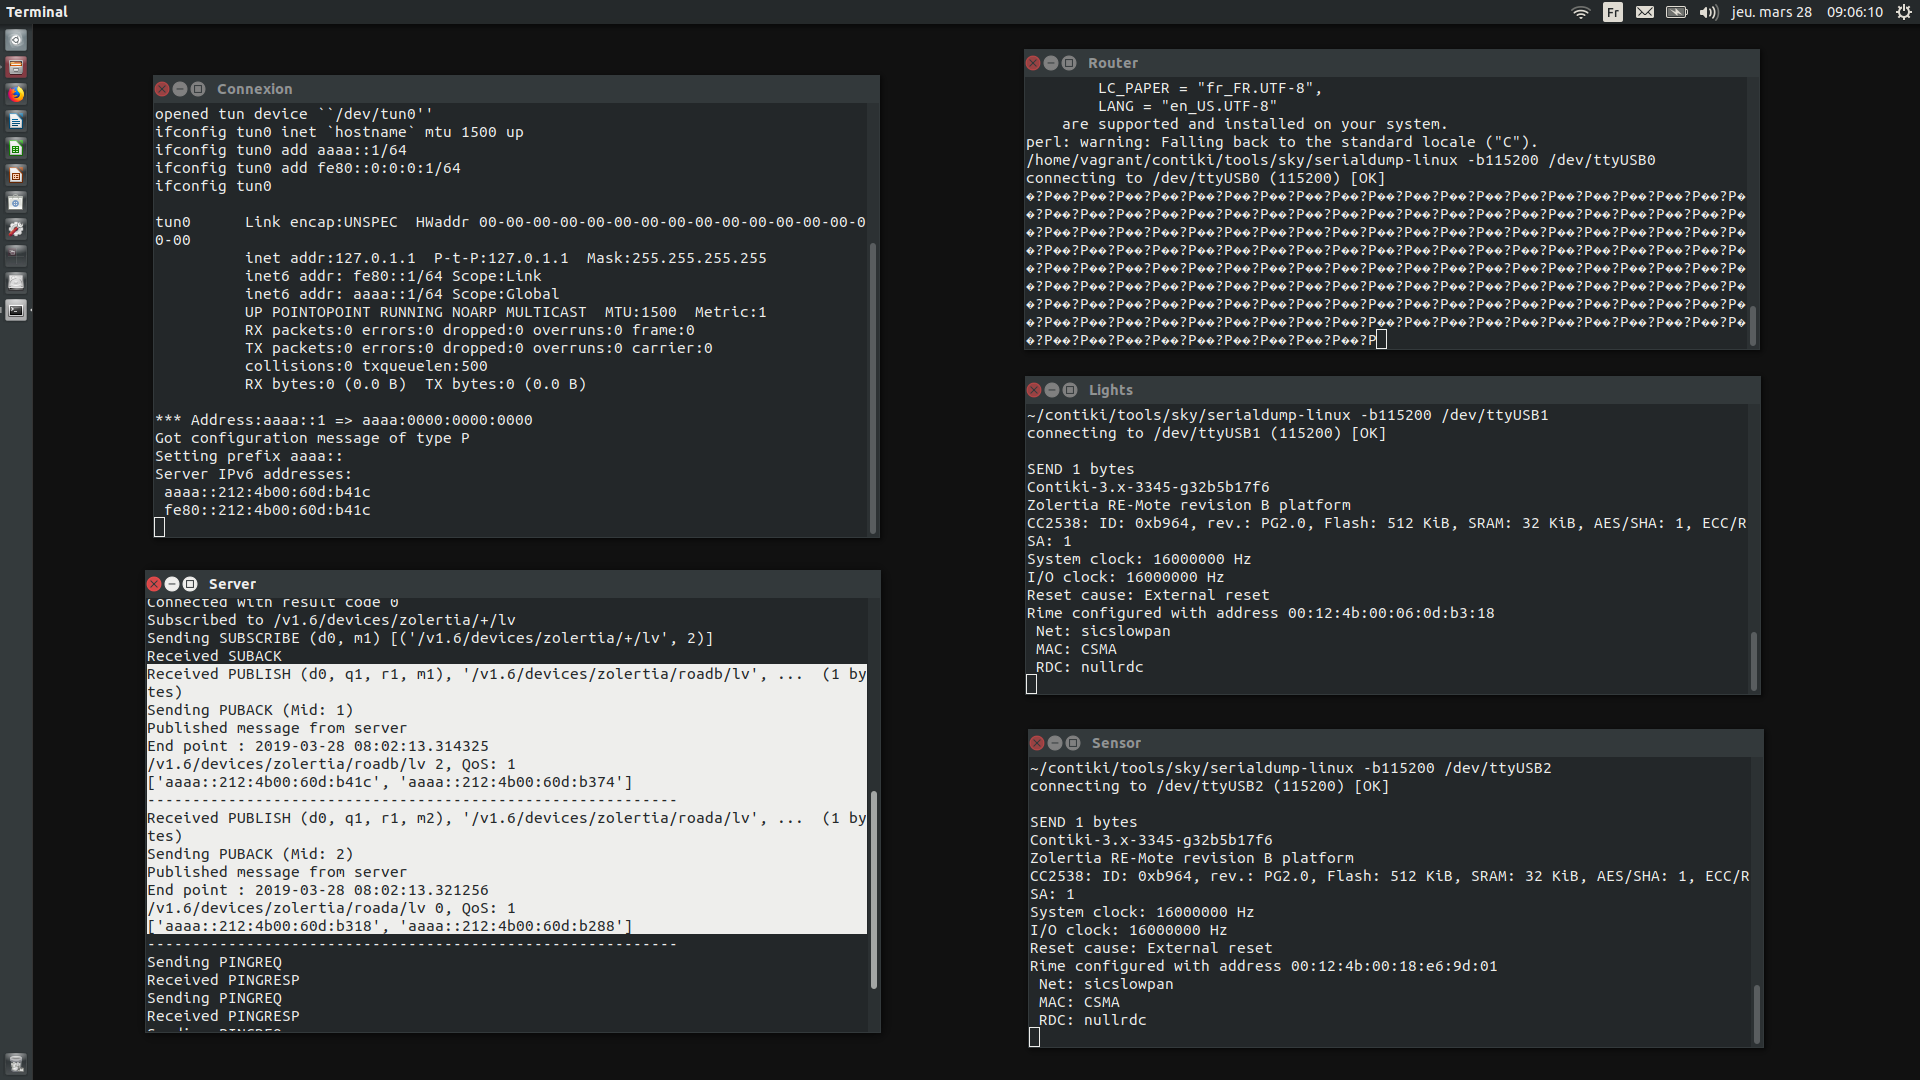 Terminal
Fr
jeu. mars 28
09:06:10
Connexion
opened tun device ``/dev/tun0''
ifconfig tun0 inet `hostname` mtu 1500 up
ifconfig tun0 add aaaa::1/64
ifconfig tun0 add fe80::0:0:0:1/64
ifconfig tun0
tun0      Link encap:UNSPEC  HWaddr 00-00-00-00-00-00-00-00-00-00-00-00-00-00-0
0-00
inet addr:127.0.1.1  P-t-P:127.0.1.1  Mask:255.255.255.255
inet6 addr: fe80::1/64 Scope:Link
inet6 addr: aaaa::1/64 Scope:Global
UP POINTOPOINT RUNNING NOARP MULTICAST  MTU:1500  Metric:1
RX packets:0 errors:0 dropped:0 overruns:0 frame:0
TX packets:0 errors:0 dropped:0 overruns:0 carrier:0
collisions:0 txqueuelen:500
RX bytes:0 (0.0 B)  TX bytes:0 (0.0 B)
*** Address:aaaa::1 => aaaa:0000:0000:0000
Got configuration message of type P
Setting prefix aaaa::
Server IPv6 addresses:
aaaa::212:4b00:60d:b41c
fe80::212:4b00:60d:b41c
Server
Connected with result code 0
Subscribed to /v1.6/devices/zolertia/+/lv
Sending SUBSCRIBE (d0, m1) [('/v1.6/devices/zolertia/+/lv', 2)]
Received SUBACK
Received PUBLISH (d0, q1, r1, m1), '/v1.6/devices/zolertia/roadb/lv', ...  (1 by
tes)
Sending PUBACK (Mid: 1)
Published message from server
End point : 2019-03-28 08:02:13.314325
/v1.6/devices/zolertia/roadb/lv 2, QoS: 1
['aaaa::212:4b00:60d:b41c', 'aaaa::212:4b00:60d:b374']
-----------------------------------------------------------
Received PUBLISH (d0, q1, r1, m2), '/v1.6/devices/zolertia/roada/lv', ...  (1 by
tes)
Sending PUBACK (Mid: 2)
Published message from server
End point : 2019-03-28 08:02:13.321256
/v1.6/devices/zolertia/roada/lv 0, QoS: 1
['aaaa::212:4b00:60d:b318', 'aaaa::212:4b00:60d:b288']
-----------------------------------------------------------
Sending PINGREQ
Received PINGRESP
Sending PINGREQ
Received PINGRESP
Sending PINGREQ
Router
LC_PAPER = "fr_FR.UTF-8",
LANG = "en_US.UTF-8"
are supported and installed on your system.
perl: warning: Falling back to the standard locale ("C").
/home/vagrant/contiki/tools/sky/serialdump-linux -b115200 /dev/ttyUSB0
connecting to /dev/ttyUSB0 (115200) [OK]
�?P��?P��?P��?P��?P��?P��?P��?P��?P��?P��?P��?P��?P��?P��?P��?P��?P��?P��?P��?P�
�?P��?P��?P��?P��?P��?P��?P��?P��?P��?P��?P��?P��?P��?P��?P��?P��?P��?P��?P��?P�
�?P��?P��?P��?P��?P��?P��?P��?P��?P��?P��?P��?P��?P��?P��?P��?P��?P��?P��?P��?P�
�?P��?P��?P��?P��?P��?P��?P��?P��?P��?P��?P��?P��?P��?P��?P��?P��?P��?P��?P��?P�
�?P��?P��?P��?P��?P��?P��?P��?P��?P��?P��?P��?P��?P��?P��?P��?P��?P��?P��?P��?P�
�?P��?P��?P��?P��?P��?P��?P��?P��?P��?P��?P��?P��?P��?P��?P��?P��?P��?P��?P��?P�
�?P��?P��?P��?P��?P��?P��?P��?P��?P��?P��?P��?P��?P��?P��?P��?P��?P��?P��?P��?P�
�?P��?P��?P��?P��?P��?P��?P��?P��?P��?P��?P��?P��?P��?P��?P��?P��?P��?P��?P��?P�
�?P��?P��?P��?P��?P��?P��?P��?P��?P��?P
Lights
~/contiki/tools/sky/serialdump-linux -b115200 /dev/ttyUSB1
connecting to /dev/ttyUSB1 (115200) [OK]
SEND 1 bytes
Contiki-3.x-3345-g32b5b17f6
Zolertia RE-Mote revision B platform
CC2538: ID: 0xb964, rev.: PG2.0, Flash: 512 KiB, SRAM: 32 KiB, AES/SHA: 1, ECC/R
SA: 1
System clock: 16000000 Hz
I/O clock: 16000000 Hz
Reset cause: External reset
Rime configured with address 00:12:4b:00:06:0d:b3:18
Net: sicslowpan
MAC: CSMA
RDC: nullrdc
Sensor
~/contiki/tools/sky/serialdump-linux -b115200 /dev/ttyUSB2
connecting to /dev/ttyUSB2 (115200) [OK]
SEND 1 bytes
Contiki-3.x-3345-g32b5b17f6
Zolertia RE-Mote revision B platform
CC2538: ID: 0xb964, rev.: PG2.0, Flash: 512 KiB, SRAM: 32 KiB, AES/SHA: 1, ECC/R
SA: 1
System clock: 16000000 Hz
I/O clock: 16000000 Hz
Reset cause: External reset
Rime configured with address 00:12:4b:00:18:e6:9d:01
Net: sicslowpan
MAC: CSMA
RDC: nullrdc